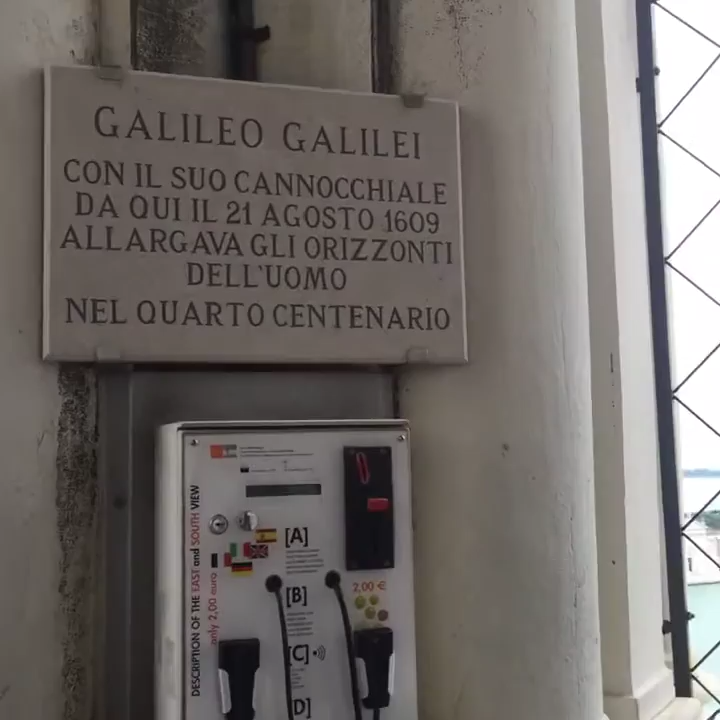 GALILEO GALILEI
CON IL SUO CANNOCCHIALE
DA QUI IL 21 AGOSTO 1609
ALLARGAVA GLI ORIZZONTI
DELL'UOMO
NEL QUARTO CENTENARIO
DESCRIPTION OF THE EAST and SOUTH VIEW
only 2,00 euro
[A]
[B]
2,00 €
[C]
[D]